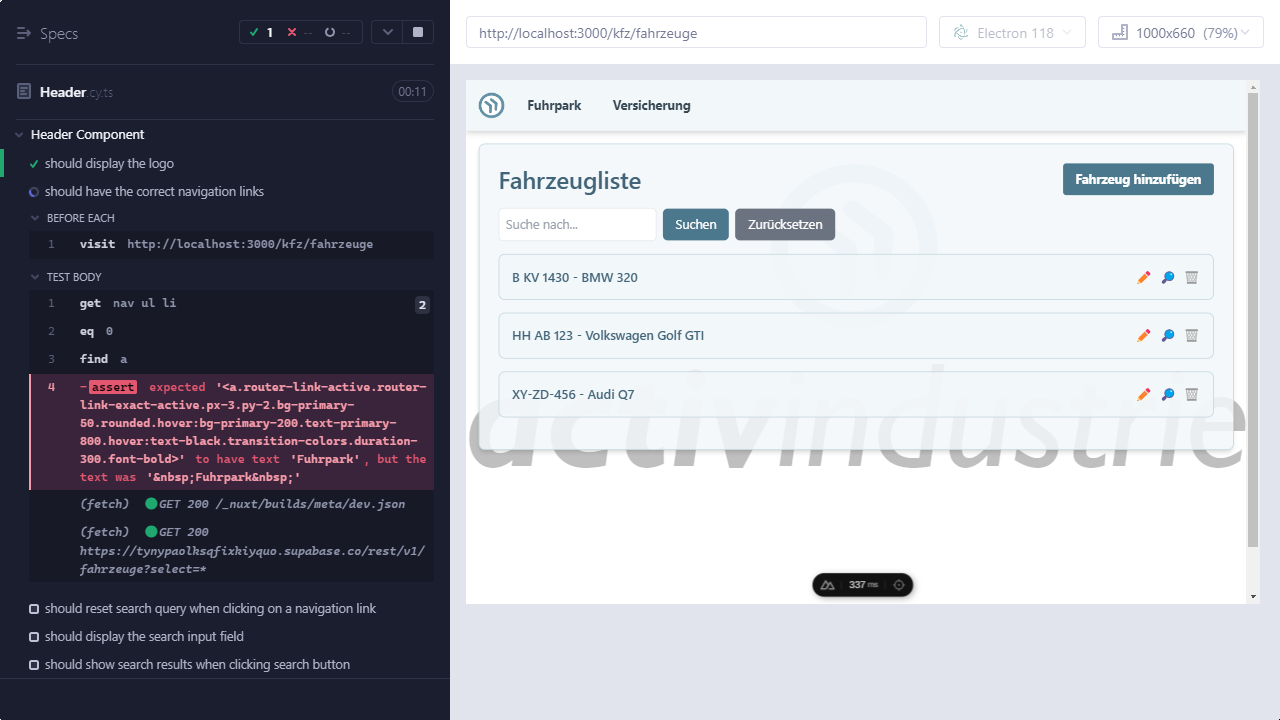 Specs
1
--
--
Header.cy.ts
00:11
Header Component
should display the logo
should have the correct navigation links
BEFORE EACH
1 visit http://localhost:3000/kfz/fahrzeuge
TEST BODY
1 get nav ul li 2
2 eq 0
3 find a
4 -assert expected '<a.router-link-active.router-
link-exact-active.px-3.py-2.bg-primary-
50.rounded.hover:bg-primary-200.text-primary-
800.hover:text-black.transition-colors.duration-
300.font-bold>' to have text 'Fuhrpark', but the
text was '&nbsp;Fuhrpark&nbsp;'
(fetch) GET 200 /_nuxt/builds/meta/dev.json
(fetch) GET 200
https://tynypaolksqfixkiyquo.supabase.co/rest/v1/
fahrzeuge?select=*
should reset search query when clicking on a navigation link
should display the search input field
should show search results when clicking search button
http://localhost:3000/kfz/fahrzeuge
Electron 118
1000x660 (79%)
Fuhrpark Versicherung
Fahrzeugliste
Fahrzeug hinzufügen
Suche nach... Suchen Zurücksetzen
B KV 1430 - BMW 320
HH AB 123 - Volkswagen Golf GTI
XY-ZD-456 - Audi Q7
activindustrie
337 ms